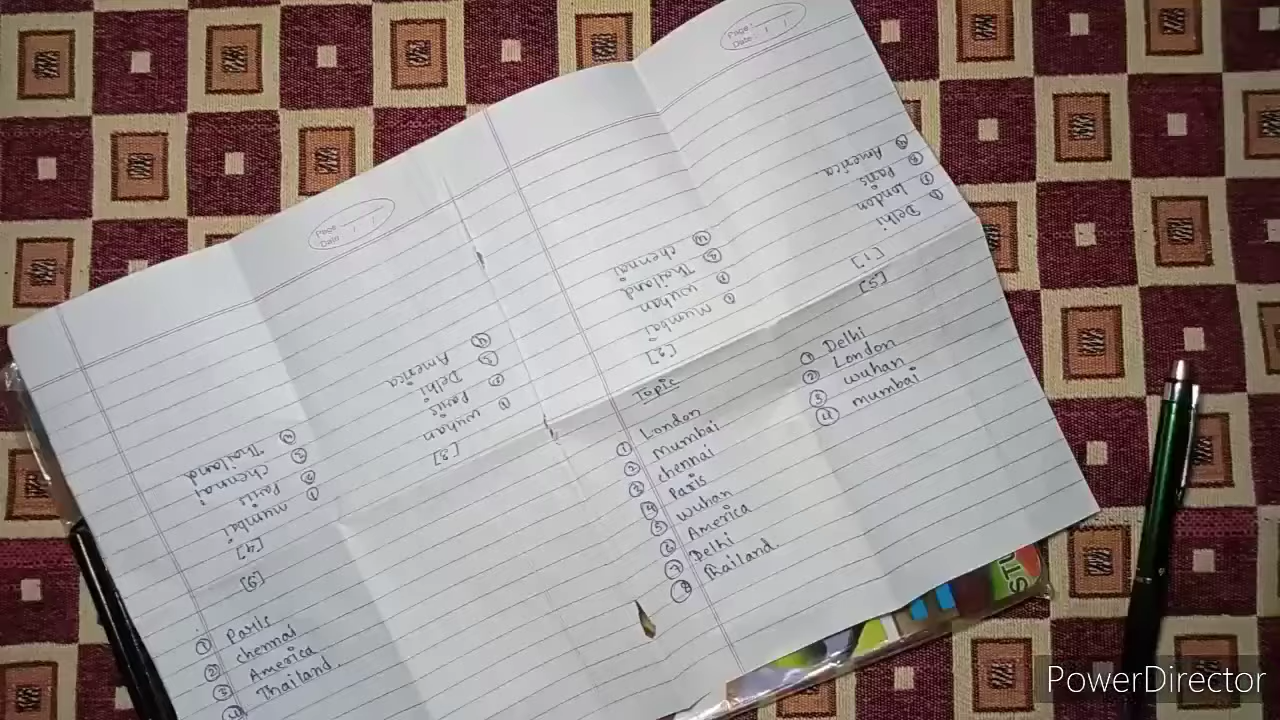 Page :
Date :
Page :
Date :
[1]
① Delhi
② London
③ Paris
④ America
[2]
① Mumbai
② wuhan
③ Thailand
④ chennai
[3]
① wuhan
② Paris
③ Delhi
④ America
[4]
① mumbai
② Paris
③ chennai
④ Thailand
[5]
① Delhi
② London
③ wuhan
④ mumbai
Topic
① London
② mumbai
③ chennai
④ Paris
⑤ wuhan
⑥ America
⑦ Delhi
⑧ Thailand.
① Paris
② chennai
③ America
④ Thailand.
PowerDirector